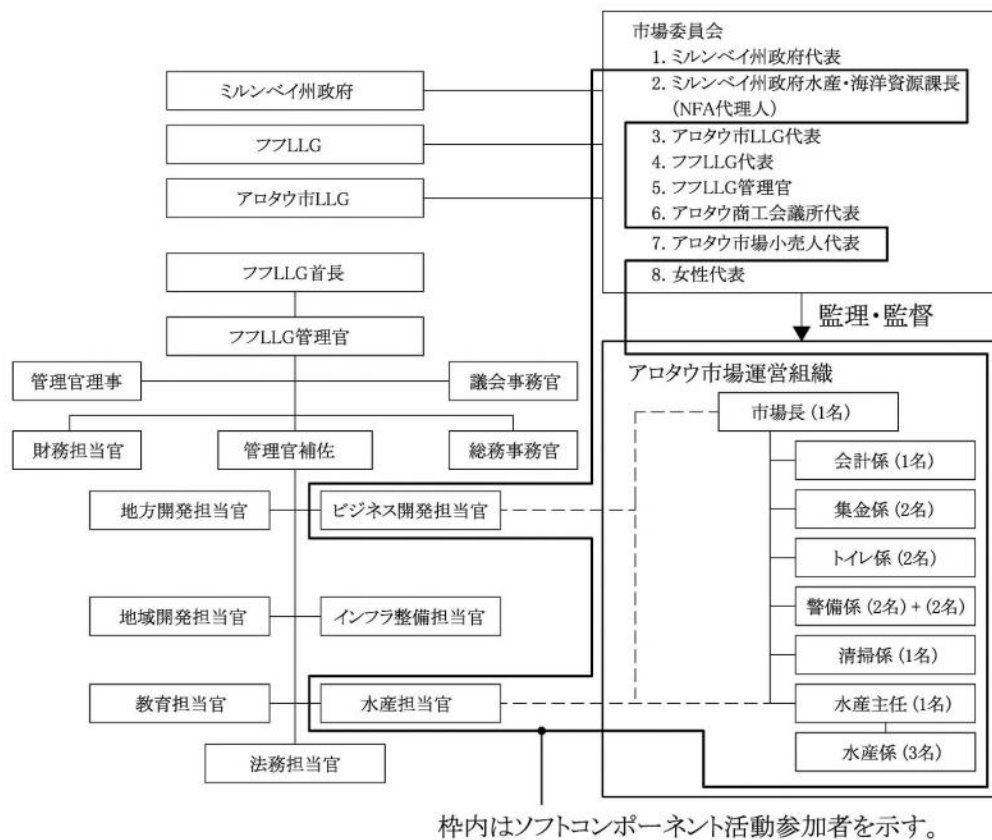 市場委員会
1. ミルンベイ州政府代表
2. ミルンベイ州政府水産・海洋資源課長
(NFA代理人)
3. アロタウ市LLG代表
4. フフLLG代表
5. フフLLG管理官
6. アロタウ商工会議所代表
7. アロタウ市場小売人代表
8. 女性代表
ミルンベイ州政府
フフLLG
アロタウ市LLG
フフLLG首長
フフLLG管理官
管理官理事
議会事務官
財務担当官
管理官補佐
総務事務官
地方開発担当官
ビジネス開発担当官
地域開発担当官
インフラ整備担当官
教育担当官
水産担当官
法務担当官
監理・監督
アロタウ市場運営組織
市場長 (1名)
会計係 (1名)
集金係 (2名)
トイレ係 (2名)
警備係 (2名) + (2名)
清掃係 (1名)
水産主任 (1名)
水産係 (3名)
枠内はソフトコンポーネント活動参加者を示す。